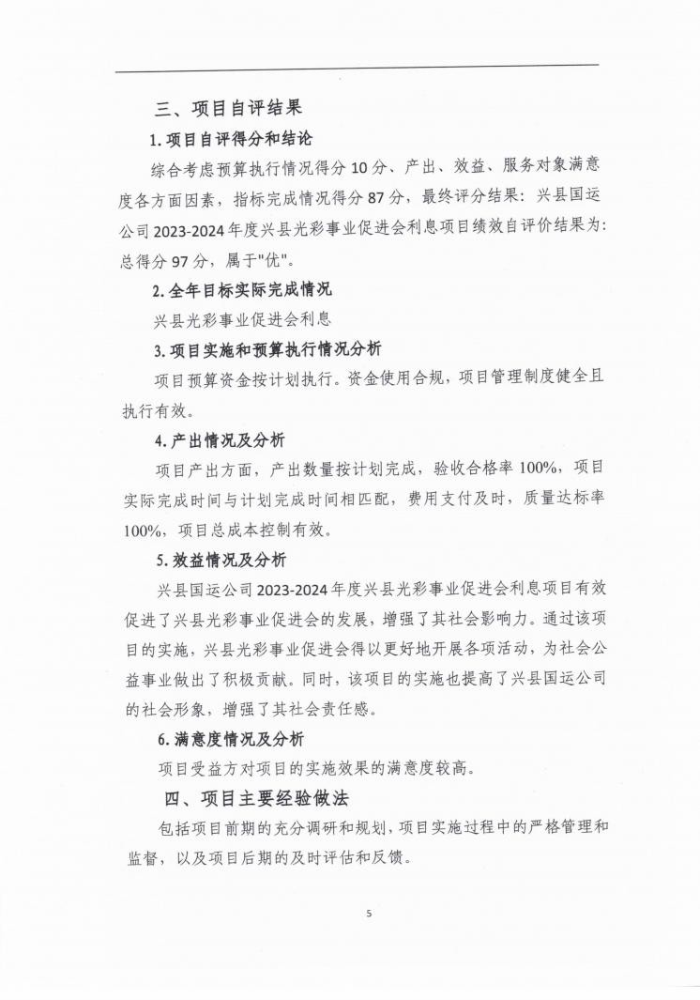 三、项目自评结果
1.项目自评得分和结论
综合考虑预算执行情况得分 10 分、产出、效益、服务对象满意
度各方面因素，指标完成情况得分 87 分，最终评分结果：兴县国运
公司 2023-2024 年度兴县光彩事业促进会利息项目绩效自评价结果为：
总得分 97 分，属于"优"。
2.全年目标实际完成情况
兴县光彩事业促进会利息
3.项目实施和预算执行情况分析
项目预算资金按计划执行。资金使用合规，项目管理制度健全且
执行有效。
4.产出情况及分析
项目产出方面，产出数量按计划完成，验收合格率 100%，项目
实际完成时间与计划完成时间相匹配，费用支付及时，质量达标率
100%，项目总成本控制有效。
5.效益情况及分析
兴县国运公司 2023-2024 年度兴县光彩事业促进会利息项目有效
促进了兴县光彩事业促进会的发展，增强了其社会影响力。通过该项
目的实施，兴县光彩事业促进会得以更好地开展各项活动，为社会公
益事业做出了积极贡献。同时，该项目的实施也提高了兴县国运公司
的社会形象，增强了其社会责任感。
6.满意度情况及分析
项目受益方对项目的实施效果的满意度较高。
四、项目主要经验做法
包括项目前期的充分调研和规划，项目实施过程中的严格管理和
监督，以及项目后期的及时评估和反馈。
5